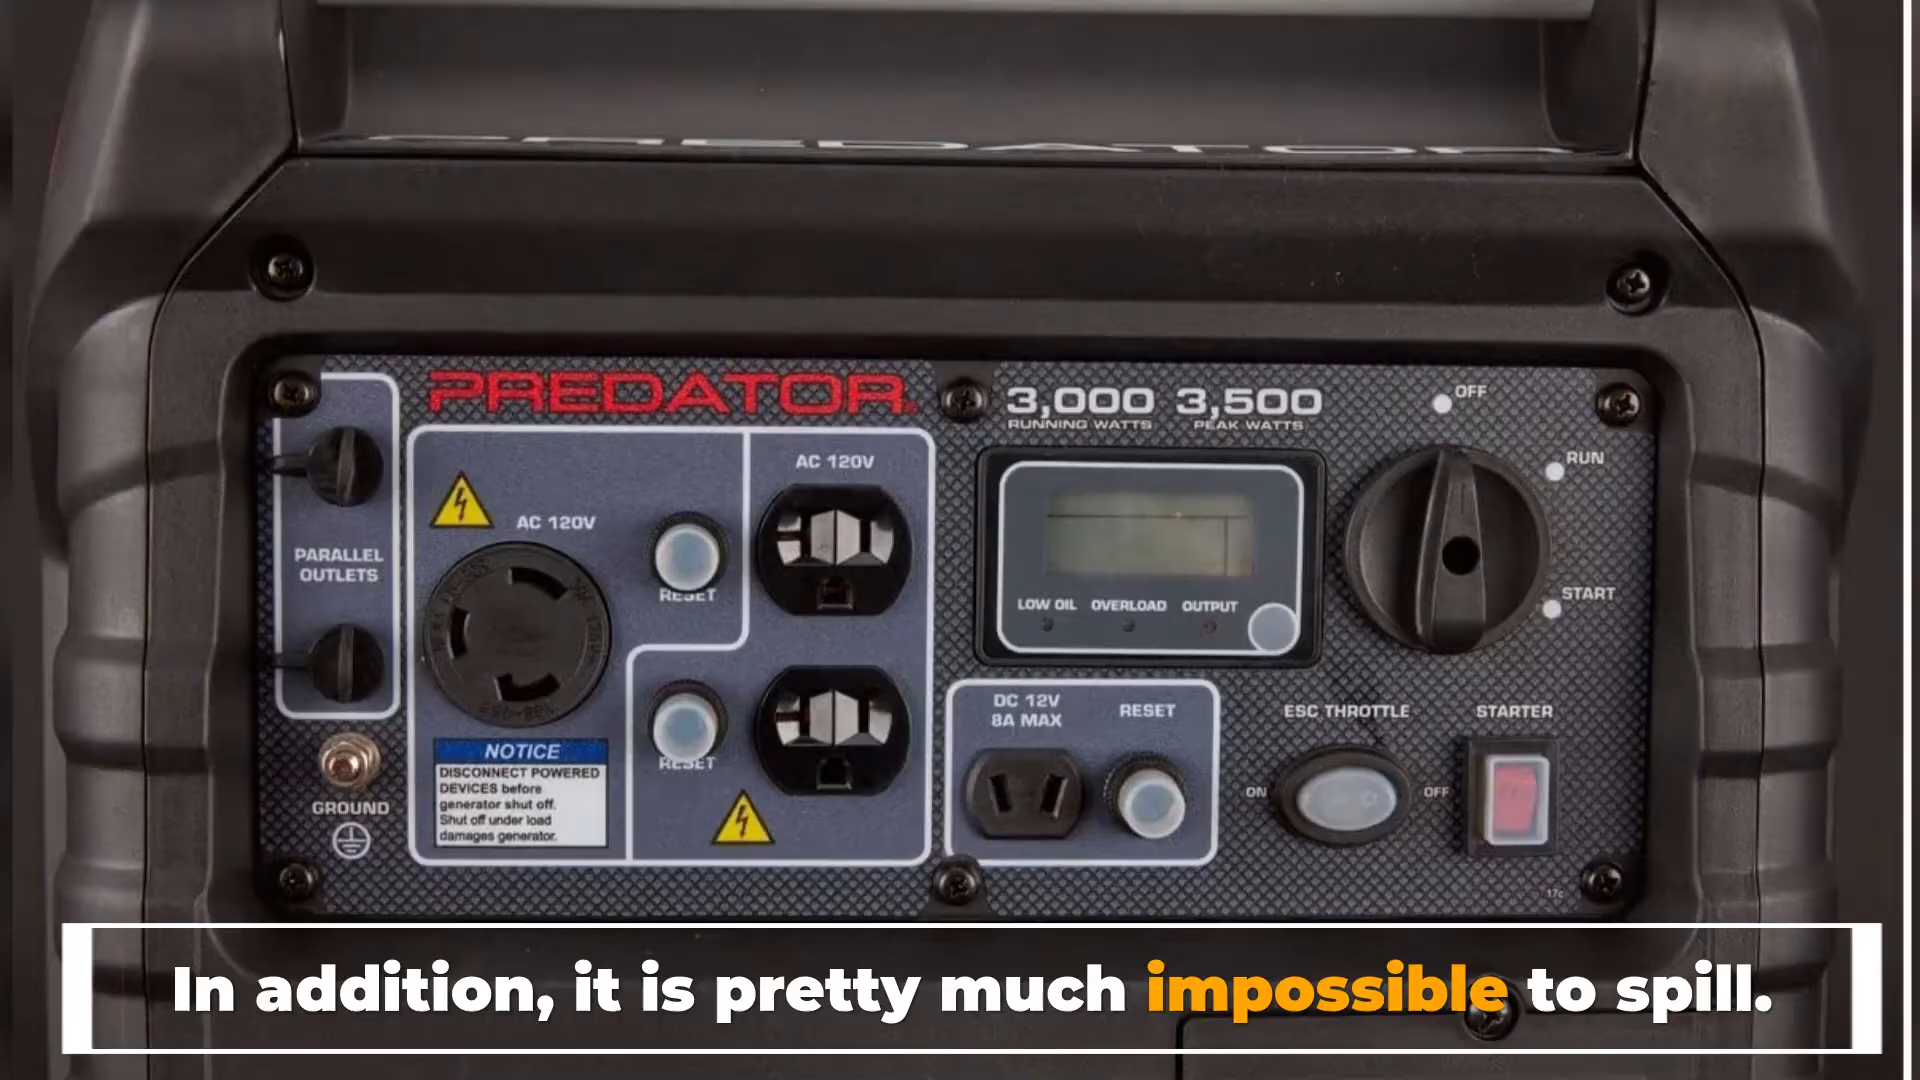 PREDATOR
PREDATOR
3,000 3,500
RUNNING WATTS PEAK WATTS
OFF
RUN
START
PARALLEL
OUTLETS
AC 120V
AC 120V
RESET
RESET
LOW OIL OVERLOAD OUTPUT
NOTICE
DISCONNECT POWERED
DEVICES before
generator shut off.
Shut off under load
damages generator.
GROUND
DC 12V
8A MAX
RESET
ESC THROTTLE
ON
OFF
STARTER
17c
In addition, it is pretty much impossible to spill.